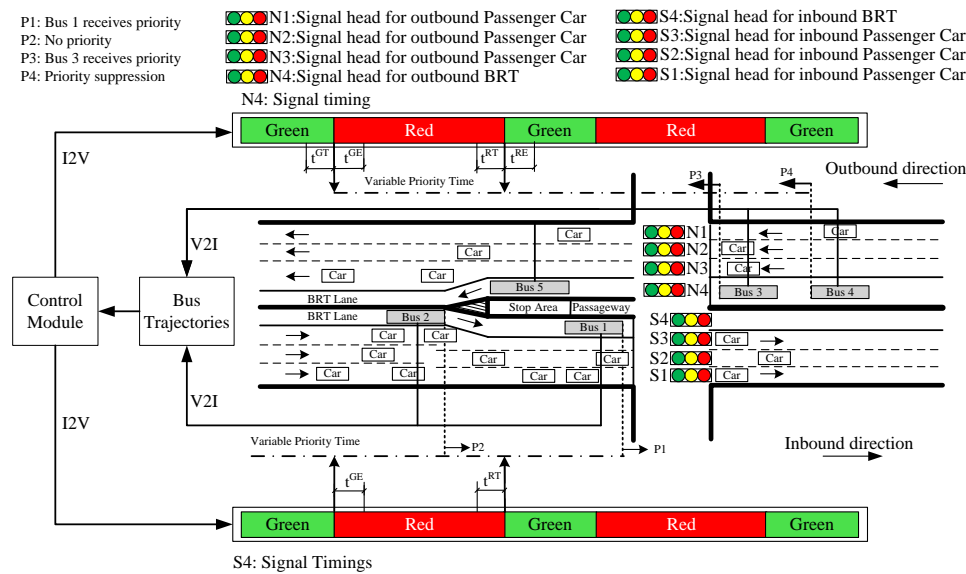 P1: Bus 1 receives priority
P2: No priority
P3: Bus 3 receives priority
P4: Priority suppression
N1:Signal head for outbound Passenger Car
N2:Signal head for outbound Passenger Car
N3:Signal head for outbound Passenger Car
N4:Signal head for outbound BRT
S4:Signal head for inbound BRT
S3:Signal head for inbound Passenger Car
S2:Signal head for inbound Passenger Car
S1:Signal head for inbound Passenger Car
N4: Signal timing
Green Red Green Red Green
I2V
t^GT t^GE t^RT t^RE
Variable Priority Time
P3 P4
Outbound direction
V2I
Car Car
N1
Car
N2
Car
N3
Car Car Car
N4
Bus 5 Bus 3 Bus 4
Control Module
Bus Trajectories
BRT Lane
Stop Area Passageway
BRT Lane
Bus 2 Bus 1
S4
Car Car
S3
Car
Car Car Car
S2
Car
Car Car Car Car
S1
Car
V2I
I2V
Variable Priority Time
P2 P1
Inbound direction
t^GE t^RT
Green Red Green Red Green
S4: Signal Timings